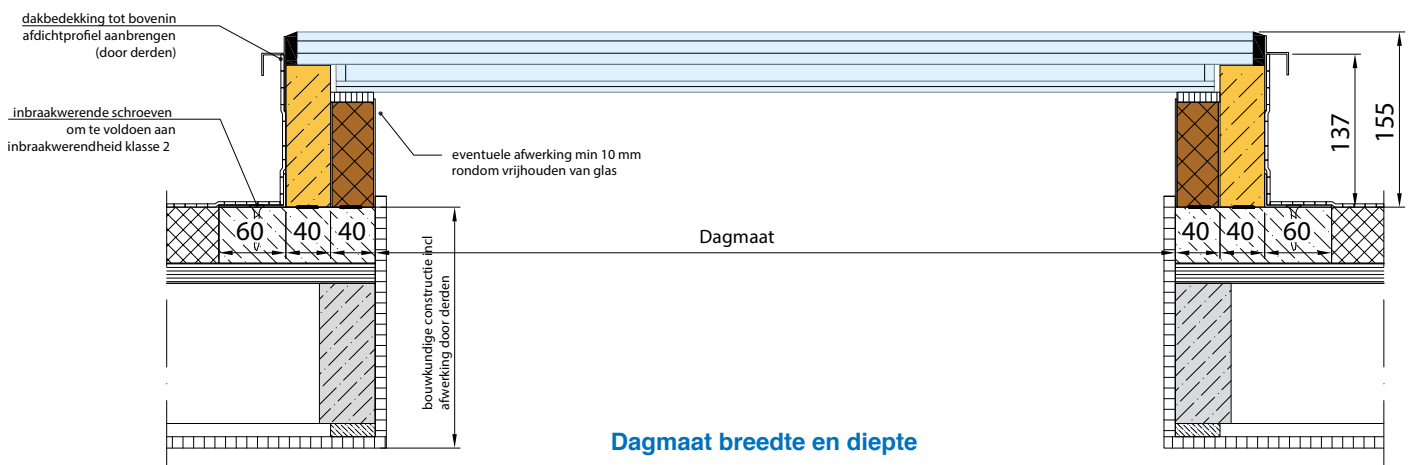 dakbedekking tot bovenin
afdichtprofiel aanbrengen
(door derden)
inbraakwerende schroeven
om te voldoen aan
inbraakwerendheid klasse 2
eventuele afwerking min 10 mm
rondom vrijhouden van glas
137
155
60
40
40
Dagmaat
40
40
60
bouwkundige constructie incl
afwerking door derden
Dagmaat breedte en diepte